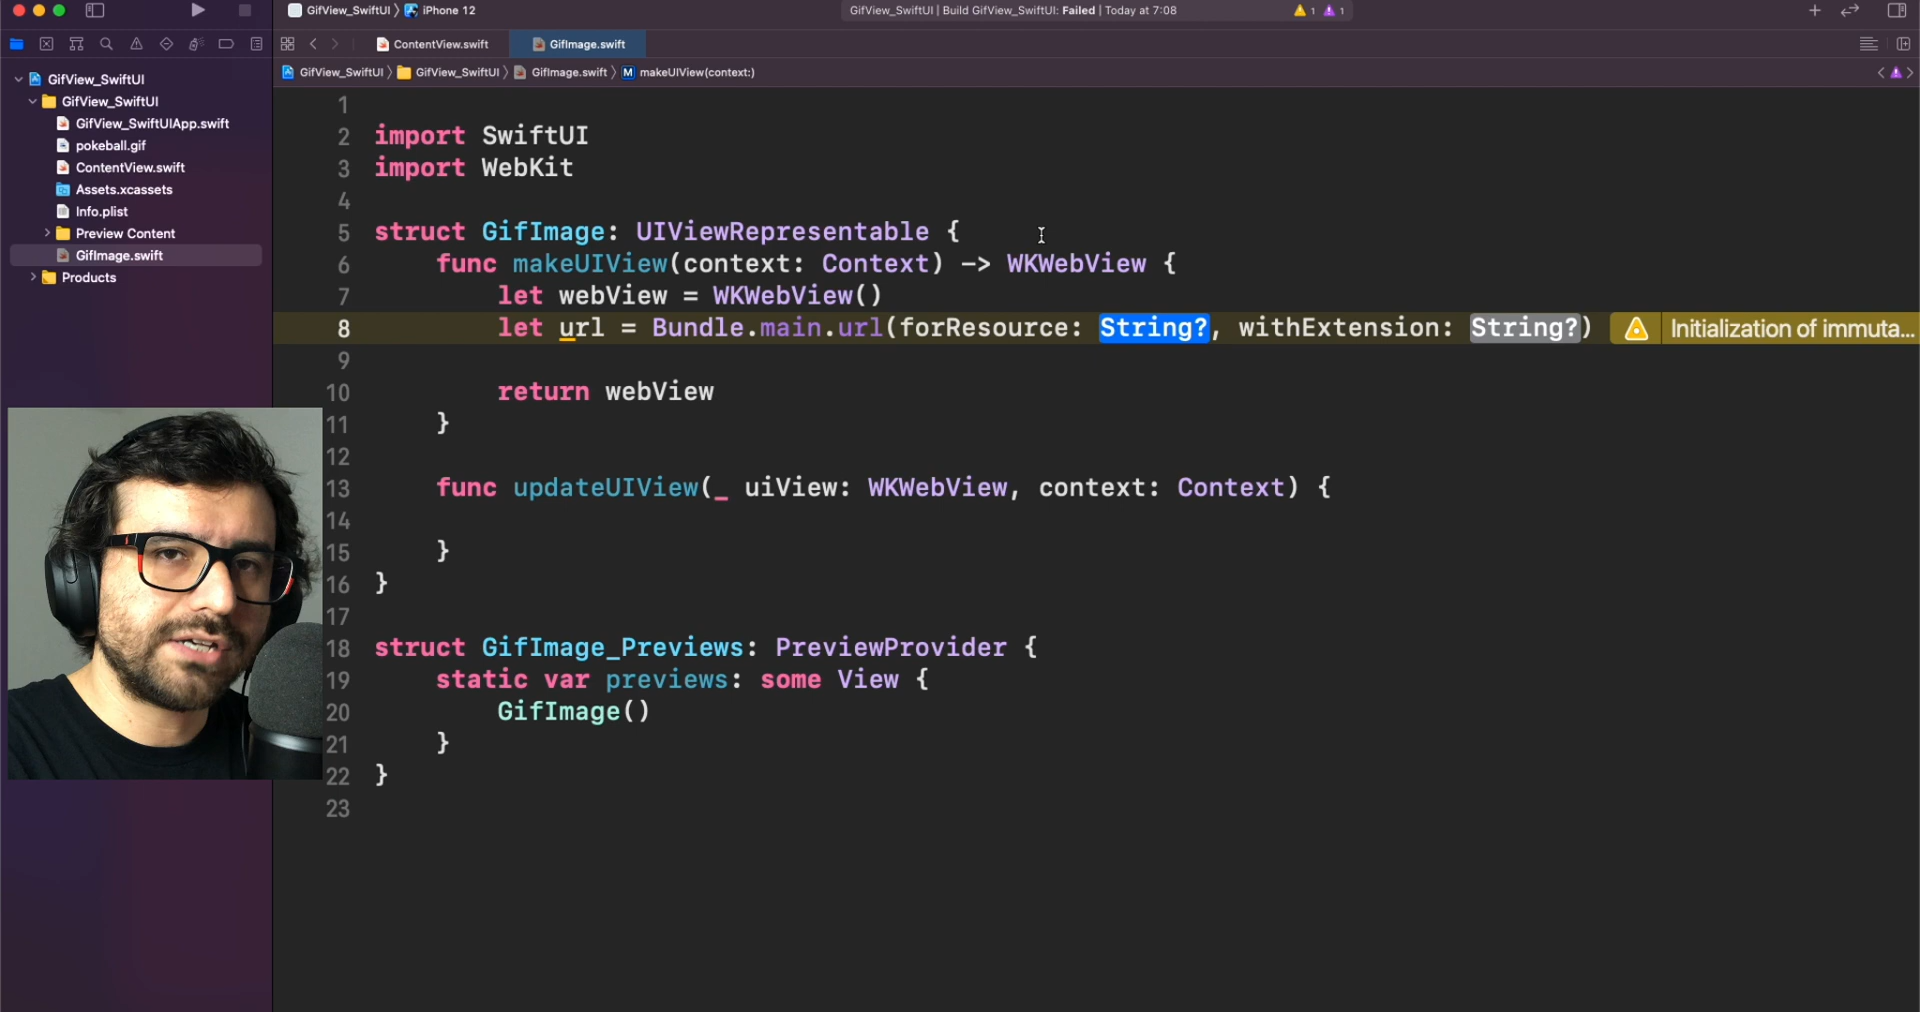 GifView_SwiftUI 〉 iPhone 12
GifView_SwiftUI | Build GifView_SwiftUI: Failed | Today at 7:08
1
1
ContentView.swift
GifImage.swift
GifView_SwiftUI 〉 GifView_SwiftUI 〉 GifImage.swift 〉 M makeUIView(context:)
GifView_SwiftUI
GifView_SwiftUI
GifView_SwiftUIApp.swift
pokeball.gif
ContentView.swift
Assets.xcassets
Info.plist
Preview Content
GifImage.swift
Products
1
2 import SwiftUI
3 import WebKit
4
5 struct GifImage: UIViewRepresentable {
6 func makeUIView(context: Context) -> WKWebView {
7 let webView = WKWebView()
8 let url = Bundle.main.url(forResource: String?, withExtension: String?) Initialization of immuta...
9
10 return webView
11 }
12
13 func updateUIView(_ uiView: WKWebView, context: Context) {
14
15 }
16 }
17
18 struct GifImage_Previews: PreviewProvider {
19 static var previews: some View {
20 GifImage()
21 }
22 }
23